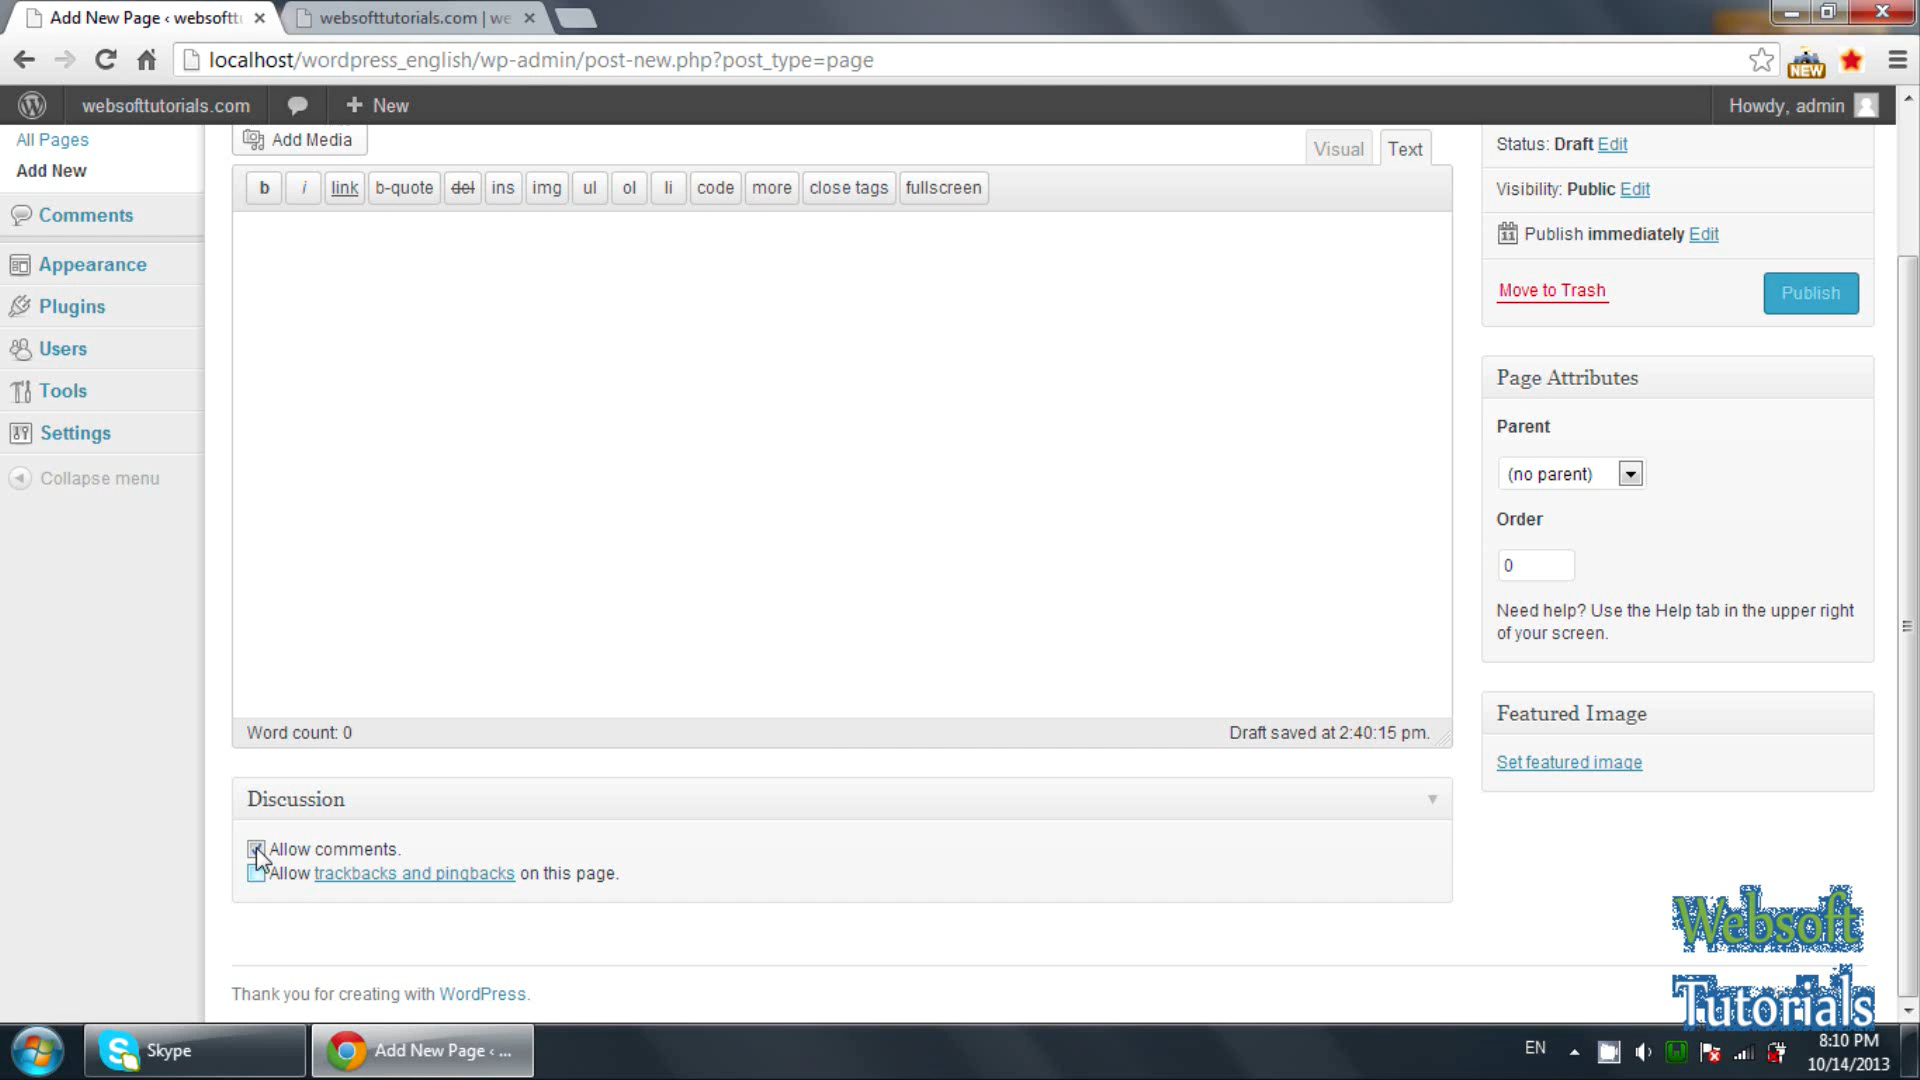 Add New Page ‹ websoftt
websofttutorials.com | we
localhost/wordpress_english/wp-admin/post-new.php?post_type=page
NEW
websofttutorials.com
+ New
Howdy, admin
All Pages
Add New
Comments
Appearance
Plugins
Users
Tools
Settings
Collapse menu
Add Media
Visual
Text
b
i
link
b-quote
del
ins
img
ul
ol
li
code
more
close tags
fullscreen
Word count: 0
Draft saved at 2:40:15 pm.
Discussion
Allow comments.
Allow trackbacks and pingbacks on this page.
Thank you for creating with WordPress.
Status: Draft Edit
Visibility: Public Edit
11
Publish immediately Edit
Move to Trash
Publish
Page Attributes
Parent
(no parent)
Order
0
Need help? Use the Help tab in the upper right
of your screen.
Featured Image
Set featured image
Websoft
Tutorials
Skype
Add New Page ‹ ...
EN
8:10 PM
10/14/2013